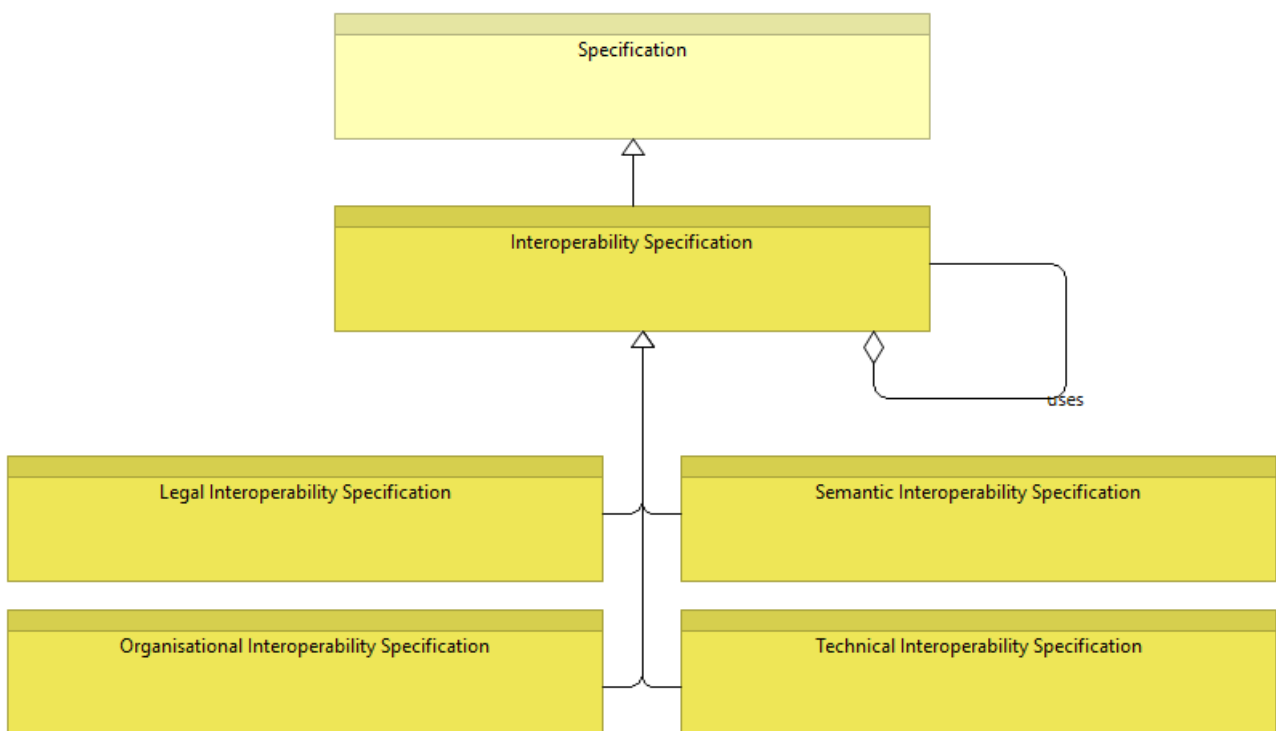 Specification
Interoperability Specification
uses
Legal Interoperability Specification
Semantic Interoperability Specification
Organisational Interoperability Specification
Technical Interoperability Specification